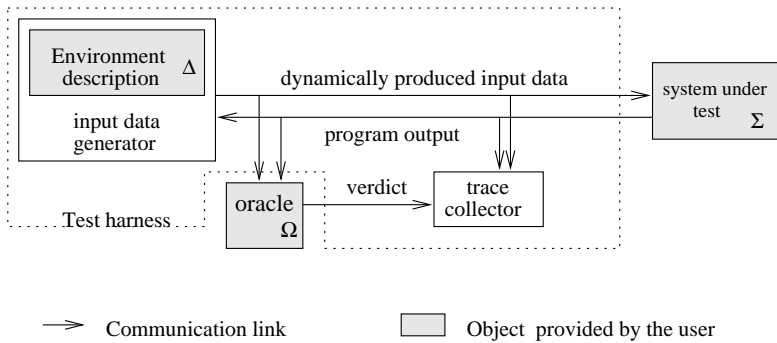 Environment
description Δ
input data
generator
dynamically produced input data
program output
system under
test Σ
verdict
oracle
Ω
trace
collector
Test harness
Communication link
Object provided by the user